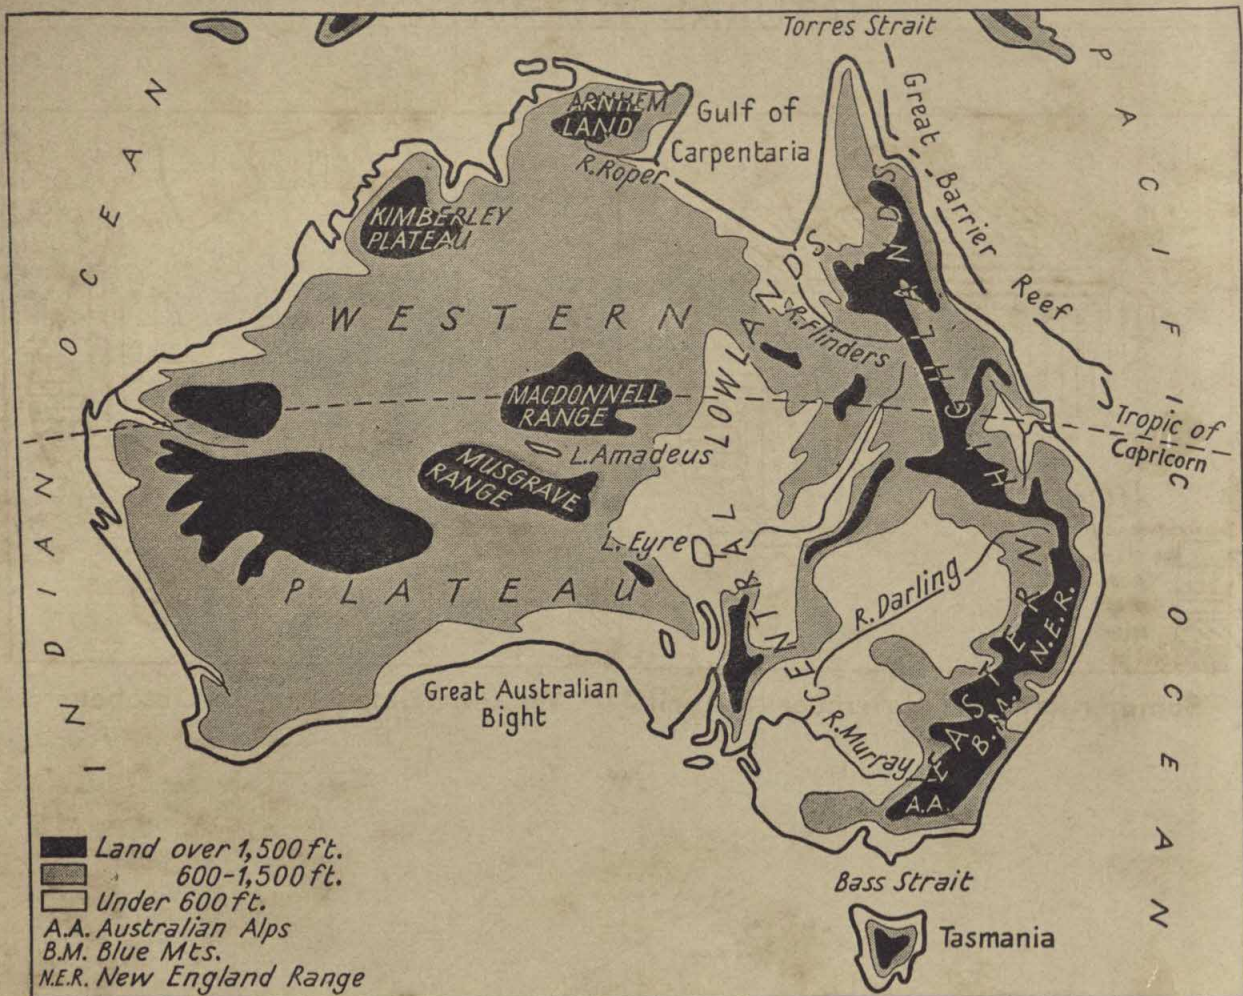 Torres Strait
Great Barrier Reef
PACIFIC OCEAN
INDIAN OCEAN
ARNHEM
LAND
Gulf of
Carpentaria
R. Roper
KIMBERLEY
PLATEAU
WESTERN
PLATEAU
R. Flinders
EASTERN HIGHLANDS
CENTRAL LOWLANDS
MACDONNELL
RANGE
Tropic of
Capricorn
L. Amadeus
MUSGRAVE
RANGE
L. Eyre
R. Darling
N.E.R.
Great Australian
Bight
B.M.
R. Murray
A.A.
Land over 1,500 ft.
600-1,500 ft.
Under 600 ft.
A.A. Australian Alps
B.M. Blue Mts.
N.E.R. New England Range
Bass Strait
Tasmania